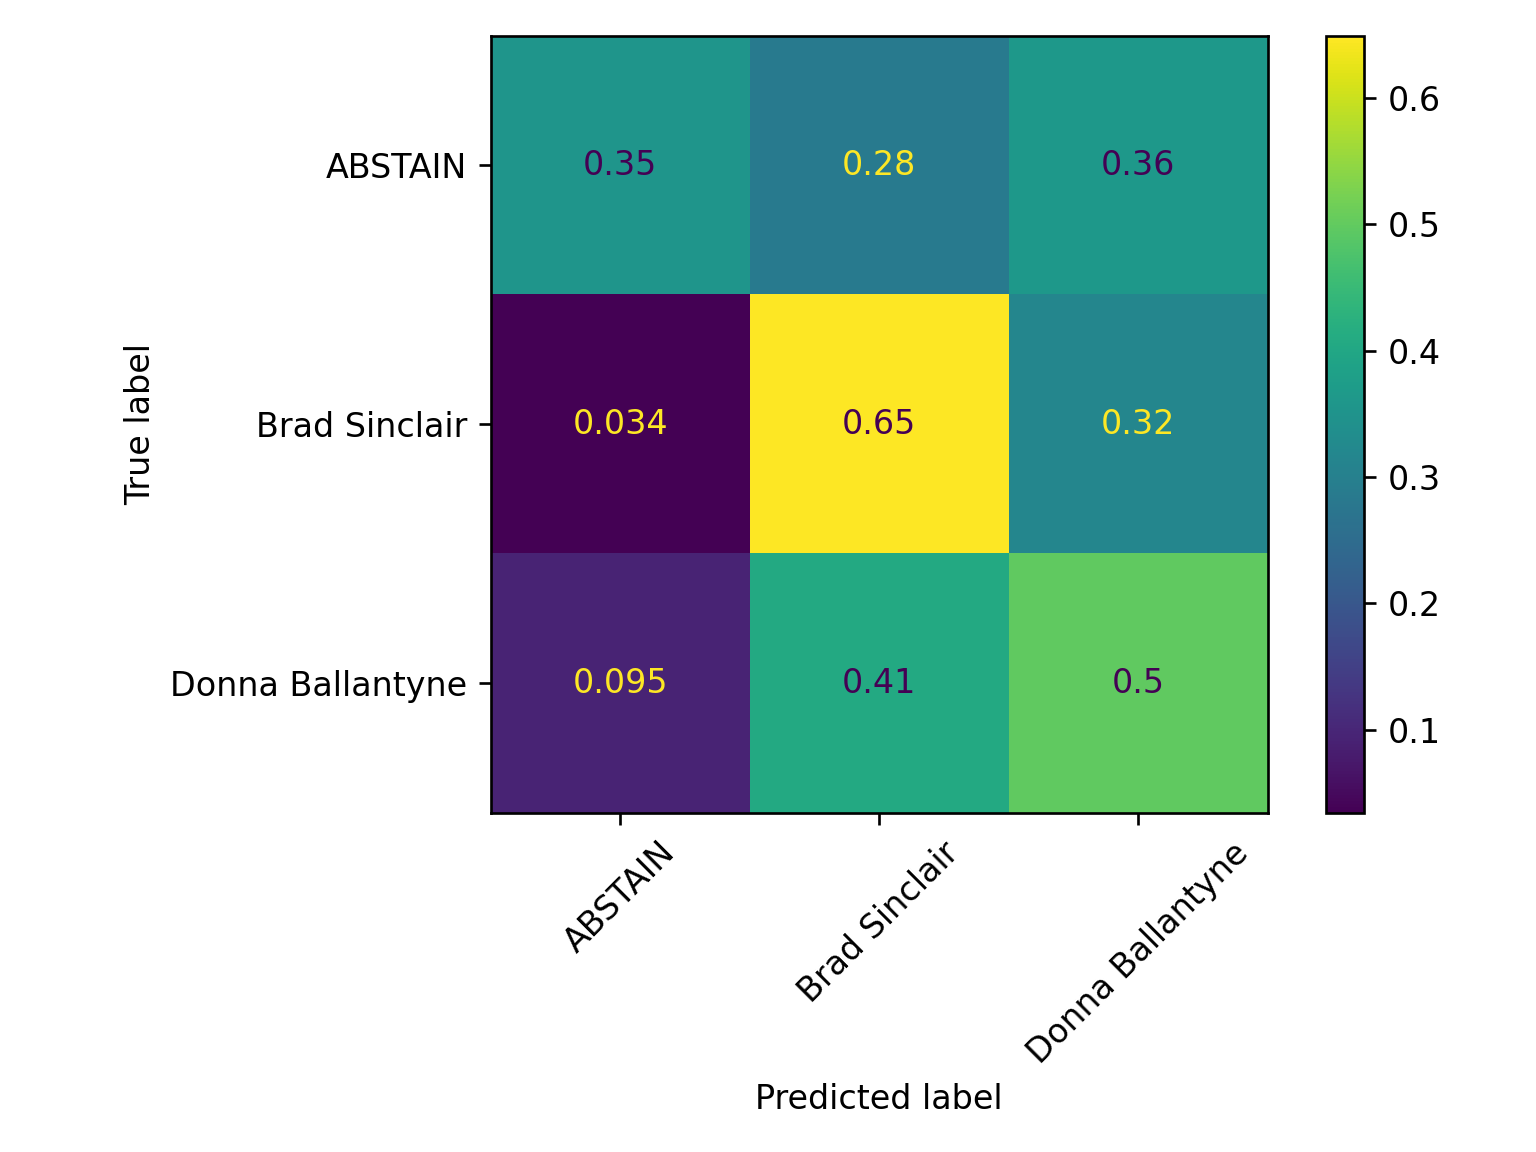 ABSTAIN 0.35 0.28 0.36
Brad Sinclair 0.034 0.65 0.32
Donna Ballantyne 0.095 0.41 0.5
True label
ABSTAIN
Brad Sinclair
Donna Ballantyne
Predicted label
0.6
0.5
0.4
0.3
0.2
0.1